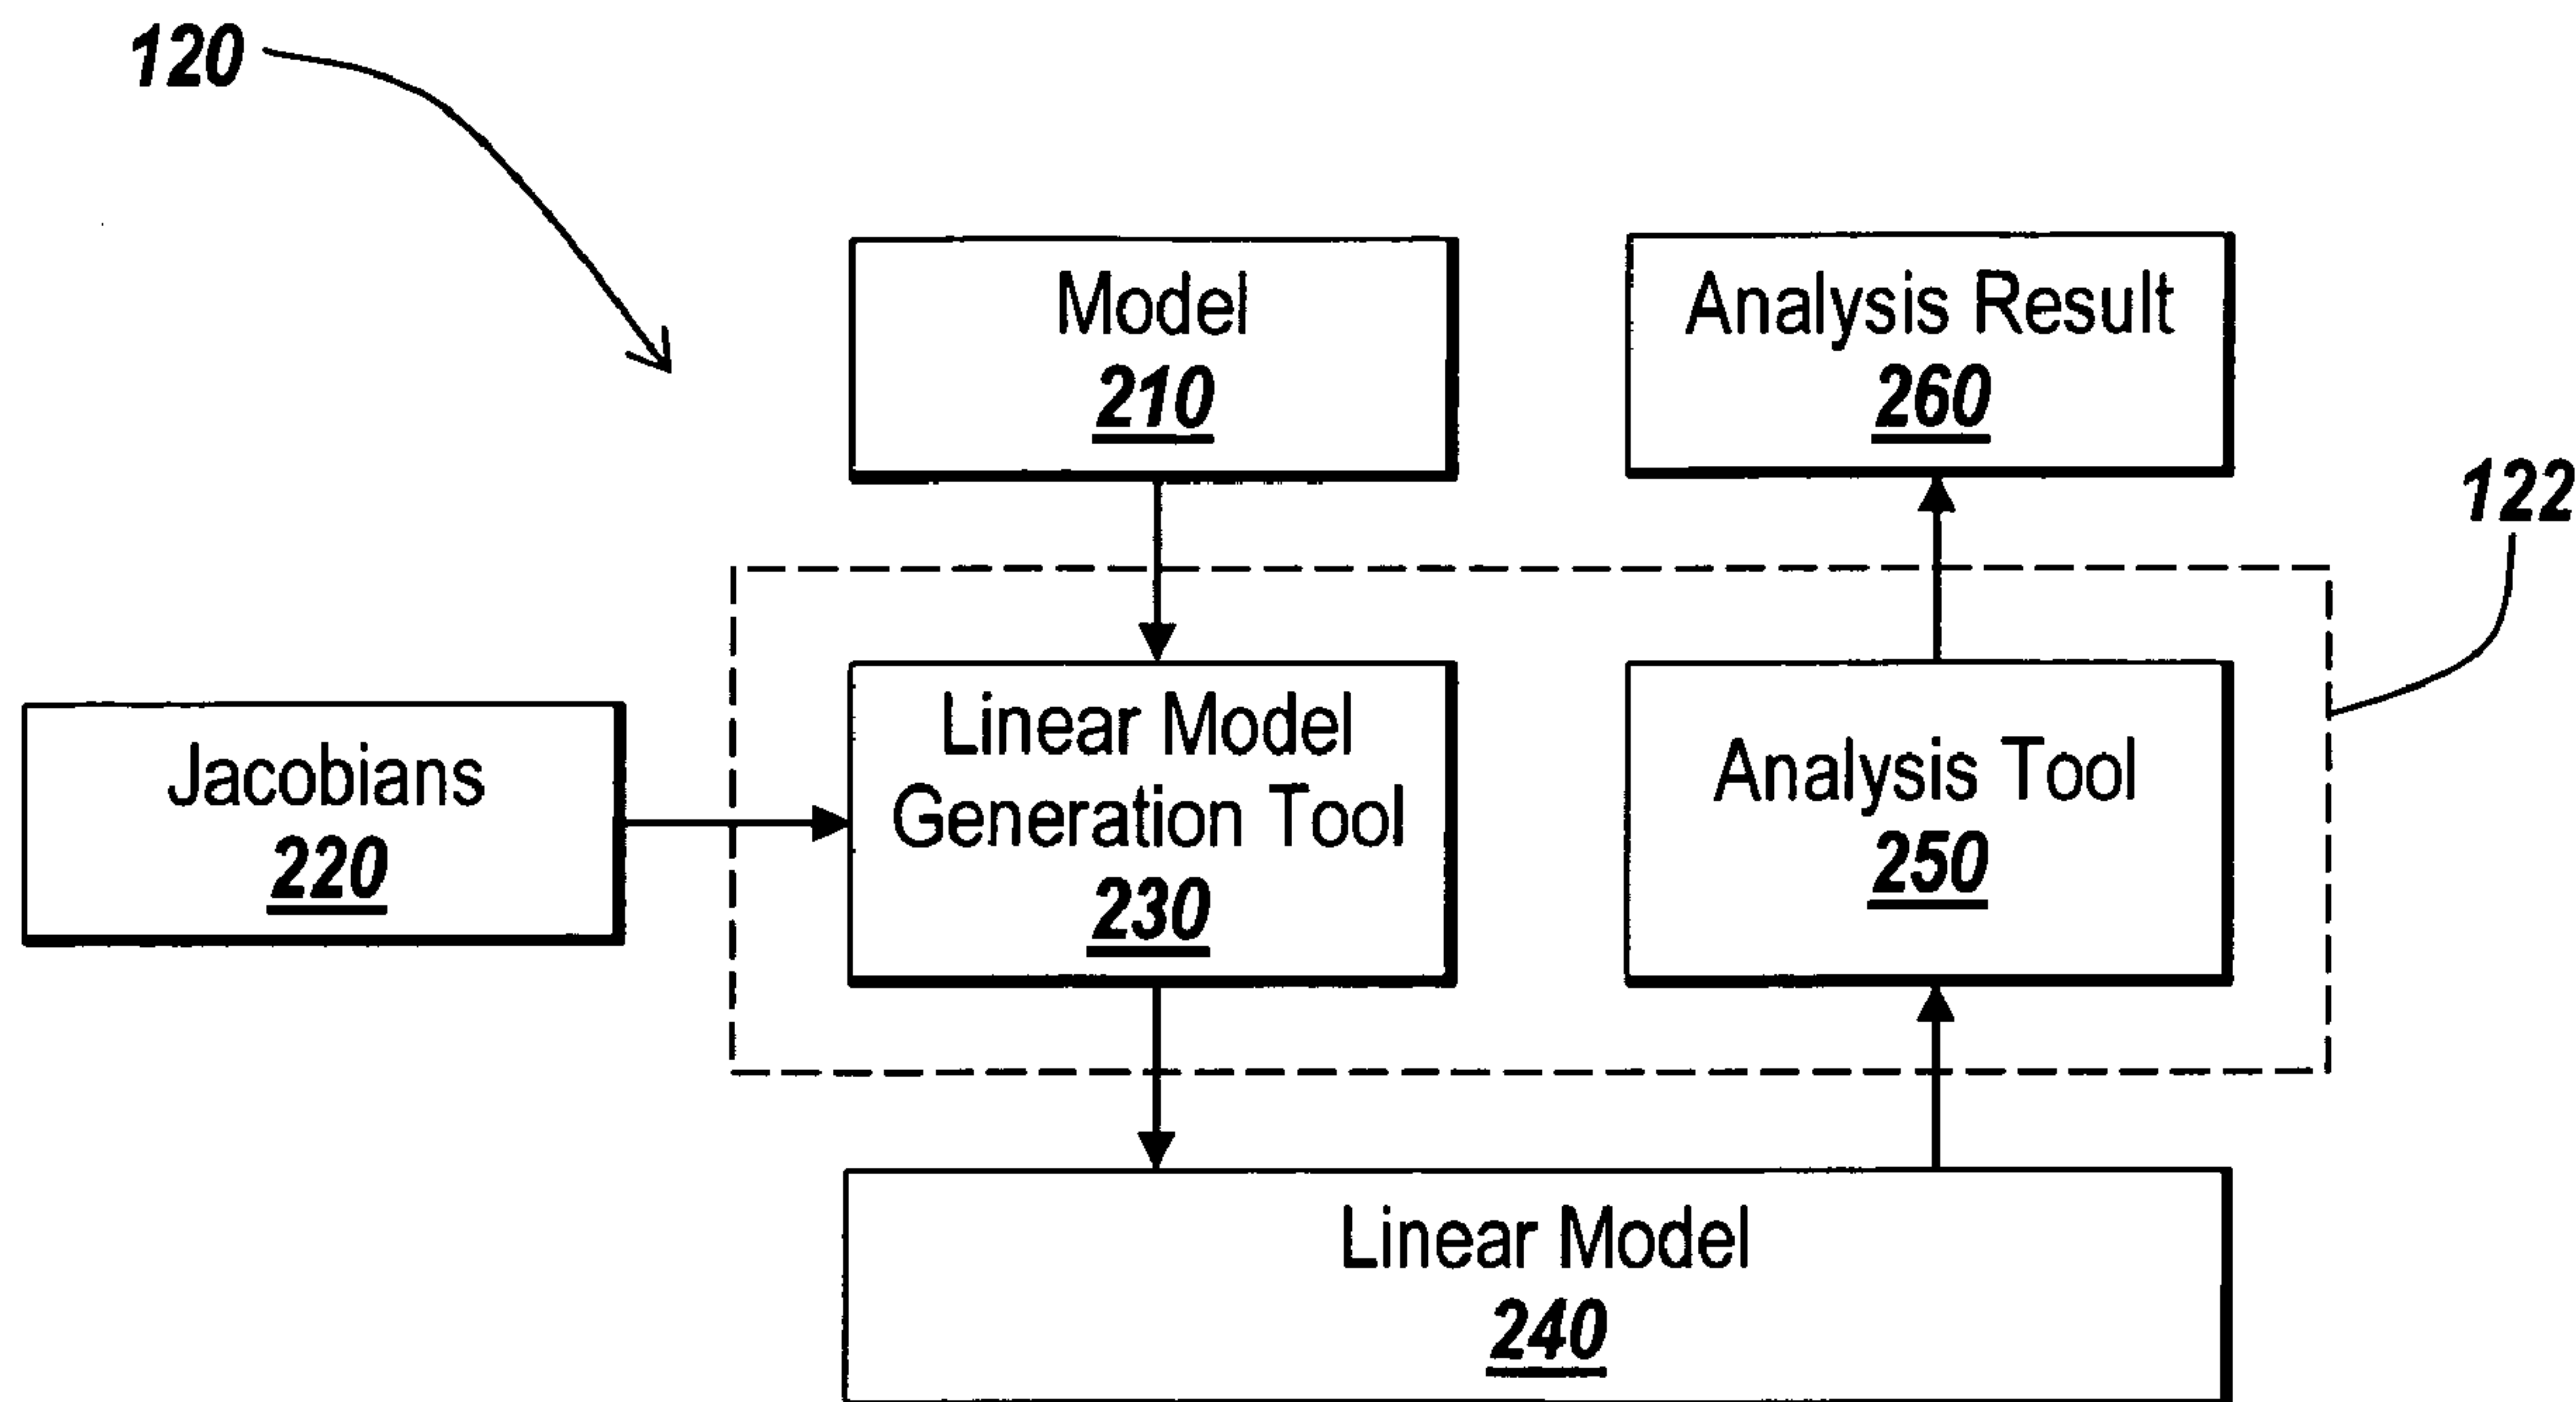 120
Model
210
Analysis Result
260
122
Jacobians
220
Linear Model
Generation Tool
230
Analysis Tool
250
Linear Model
240